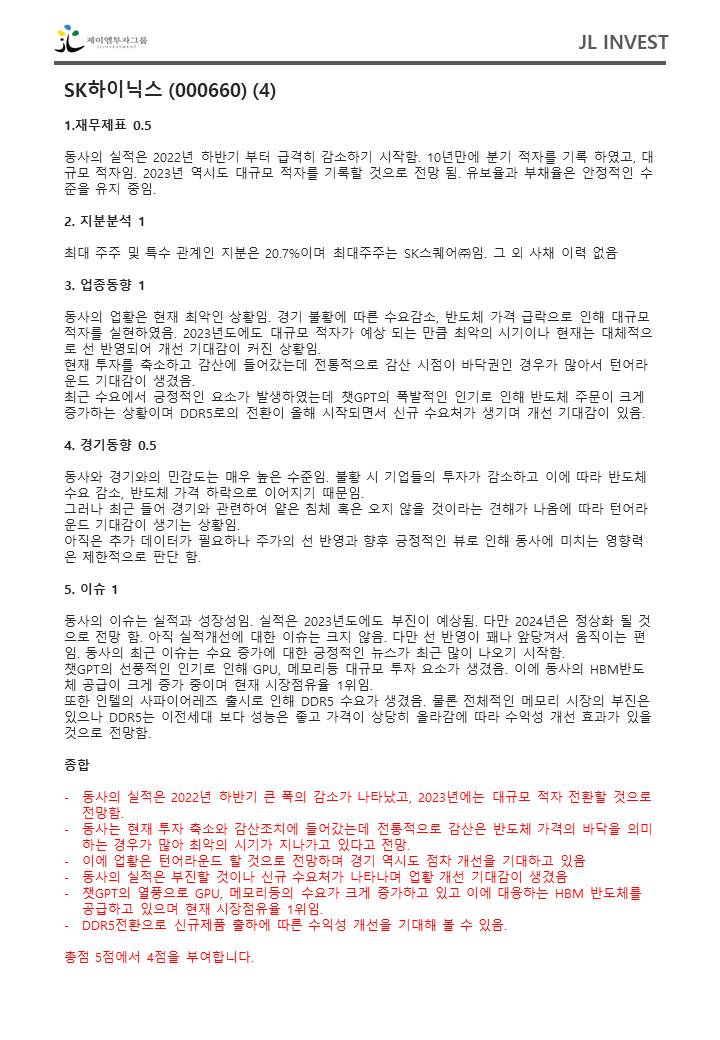 제이엘투자그룹
JLINVESTMENT
JL INVEST
SK하이닉스 (000660) (4)
1.재무제표 0.5
동사의 실적은 2022년 하반기 부터 급격히 감소하기 시작함. 10년만에 분기 적자를 기록 하였고, 대
규모 적자임. 2023년 역시도 대규모 적자를 기록할 것으로 전망 됨. 유보율과 부채율은 안정적인 수
준을 유지 중임.
2. 지분분석 1
최대 주주 및 특수 관계인 지분은 20.7%이며 최대주주는 SK스퀘어㈜임. 그 외 사채 이력 없음
3. 업종동향 1
동사의 업황은 현재 최악인 상황임. 경기 불황에 따른 수요감소, 반도체 가격 급락으로 인해 대규모
적자를 실현하였음. 2023년도에도 대규모 적자가 예상 되는 만큼 최악의 시기이나 현재는 대체적으
로 선 반영되어 개선 기대감이 커진 상황임.
현재 투자를 축소하고 감산에 들어갔는데 전통적으로 감산 시점이 바닥권인 경우가 많아서 턴어라
운드 기대감이 생겼음.
최근 수요에서 긍정적인 요소가 발생하였는데 챗GPT의 폭발적인 인기로 인해 반도체 주문이 크게
증가하는 상황이며 DDR5로의 전환이 올해 시작되면서 신규 수요처가 생기며 개선 기대감이 있음.
4. 경기동향 0.5
동사와 경기와의 민감도는 매우 높은 수준임. 불황 시 기업들의 투자가 감소하고 이에 따라 반도체
수요 감소, 반도체 가격 하락으로 이어지기 때문임.
그러나 최근 들어 경기와 관련하여 얕은 침체 혹은 오지 않을 것이라는 견해가 나옴에 따라 턴어라
운드 기대감이 생기는 상황임.
아직은 추가 데이터가 필요하나 주가의 선 반영과 향후 긍정적인 뷰로 인해 동사에 미치는 영향력
은 제한적으로 판단 함.
5. 이슈 1
동사의 이슈는 실적과 성장성임. 실적은 2023년도에도 부진이 예상됨. 다만 2024년은 정상화 될 것
으로 전망 함. 아직 실적개선에 대한 이슈는 크지 않음. 다만 선 반영이 꽤나 앞당겨서 움직이는 편
임. 동사의 최근 이슈는 수요 증가에 대한 긍정적인 뉴스가 최근 많이 나오기 시작함.
챗GPT의 선풍적인 인기로 인해 GPU, 메모리등 대규모 투자 요소가 생겼음. 이에 동사의 HBM반도
체 공급이 크게 증가 중이며 현재 시장점유율 1위임.
또한 인텔의 사파이어레즈 출시로 인해 DDR5 수요가 생겼음. 물론 전체적인 메모리 시장의 부진은
있으나 DDR5는 이전세대 보다 성능은 좋고 가격이 상당히 올라감에 따라 수익성 개선 효과가 있을
것으로 전망함.
종합
- 동사의 실적은 2022년 하반기 큰 폭의 감소가 나타났고, 2023년에는 대규모 적자 전환할 것으로
전망함.
- 동사는 현재 투자 축소와 감산조치에 들어갔는데 전통적으로 감산은 반도체 가격의 바닥을 의미
하는 경우가 많아 최악의 시기가 지나가고 있다고 전망.
- 이에 업황은 턴어라운드 할 것으로 전망하며 경기 역시도 점차 개선을 기대하고 있음
- 동사의 실적은 부진할 것이나 신규 수요처가 나타나며 업황 개선 기대감이 생겼음
- 챗GPT의 열풍으로 GPU, 메모리등의 수요가 크게 증가하고 있고 이에 대응하는 HBM 반도체를
공급하고 있으며 현재 시장점유율 1위임.
- DDR5전환으로 신규제품 출하에 따른 수익성 개선을 기대해 볼 수 있음.
총점 5점에서 4점을 부여합니다.